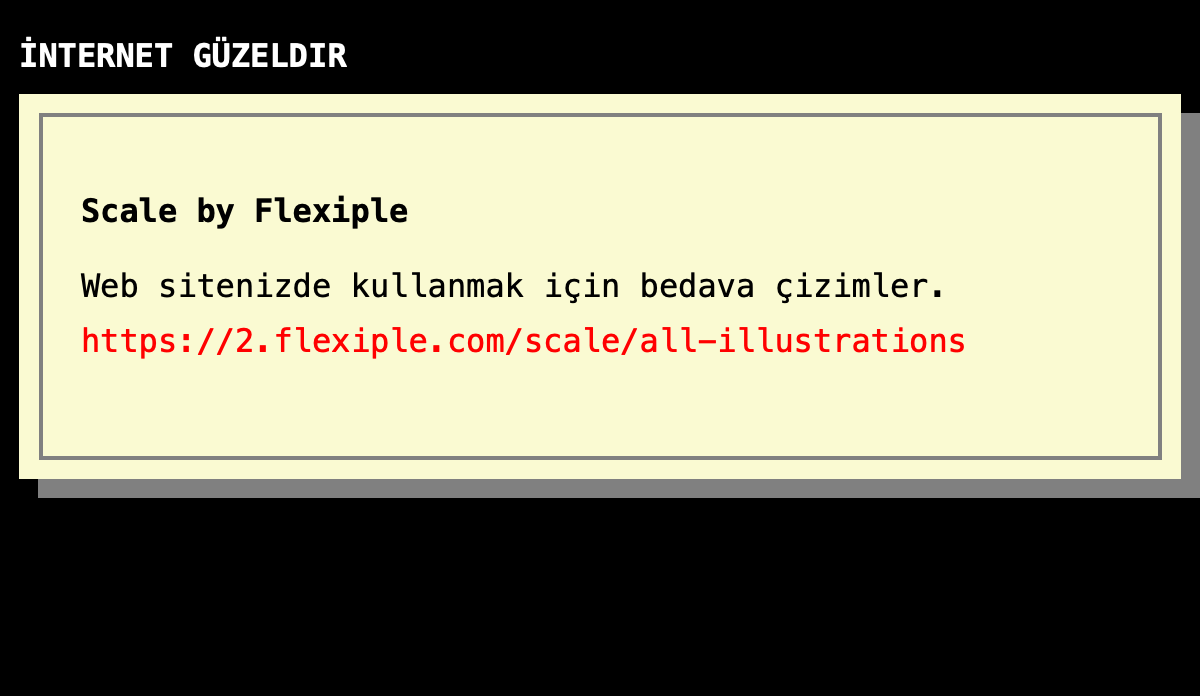 İNTERNET GÜZELDIR
Scale by Flexiple
Web sitenizde kullanmak için bedava çizimler.
https://2.flexiple.com/scale/all-illustrations